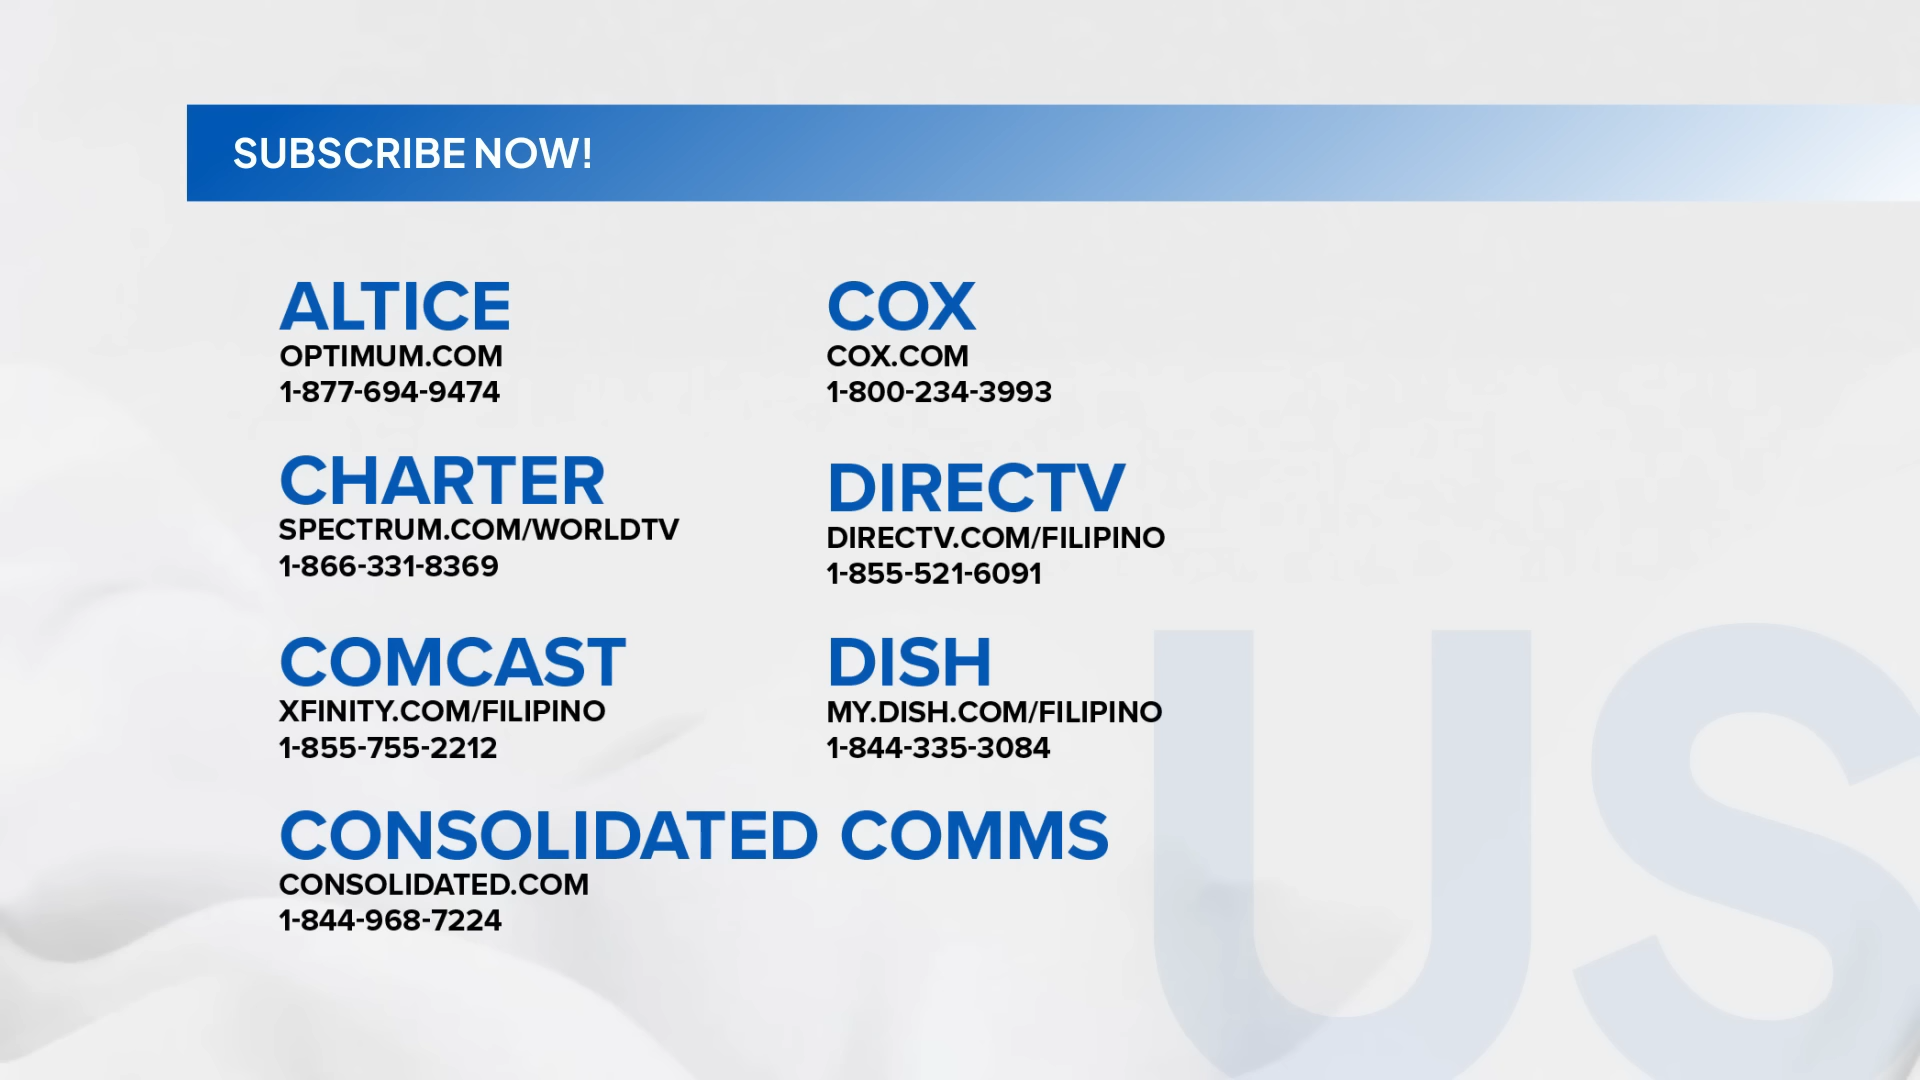 SUBSCRIBE NOW!
ALTICE
OPTIMUM.COM
1-877-694-9474
CHARTER
SPECTRUM.COM/WORLDTV
1-866-331-8369
COMCAST
XFINITY.COM/FILIPINO
1-855-755-2212
CONSOLIDATED COMMS
CONSOLIDATED.COM
1-844-968-7224
COX
COX.COM
1-800-234-3993
DIRECTV
DIRECTV.COM/FILIPINO
1-855-521-6091
DISH
MY.DISH.COM/FILIPINO
1-844-335-3084
US